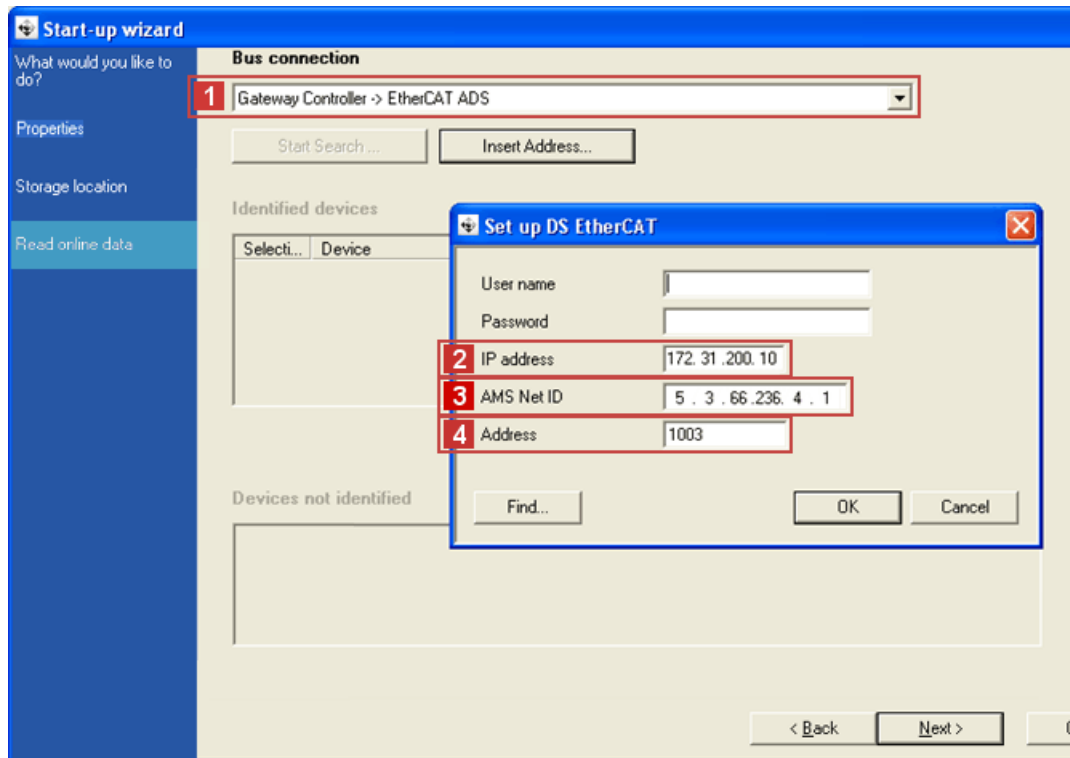 Start-up wizard
What would you like to
do?
Properties
Storage location
Read online data
Bus connection
1 Gateway Controller -> EtherCAT ADS
Start Search ... Insert Address...
Identified devices
Selecti... Device
Set up DS EtherCAT
User name
Password
2 IP address 172. 31 .200. 10
3 AMS Net ID 5 . 3 . 66 .236. 4 . 1
4 Address 1003
Find... OK Cancel
Devices not identified
< Back Next >